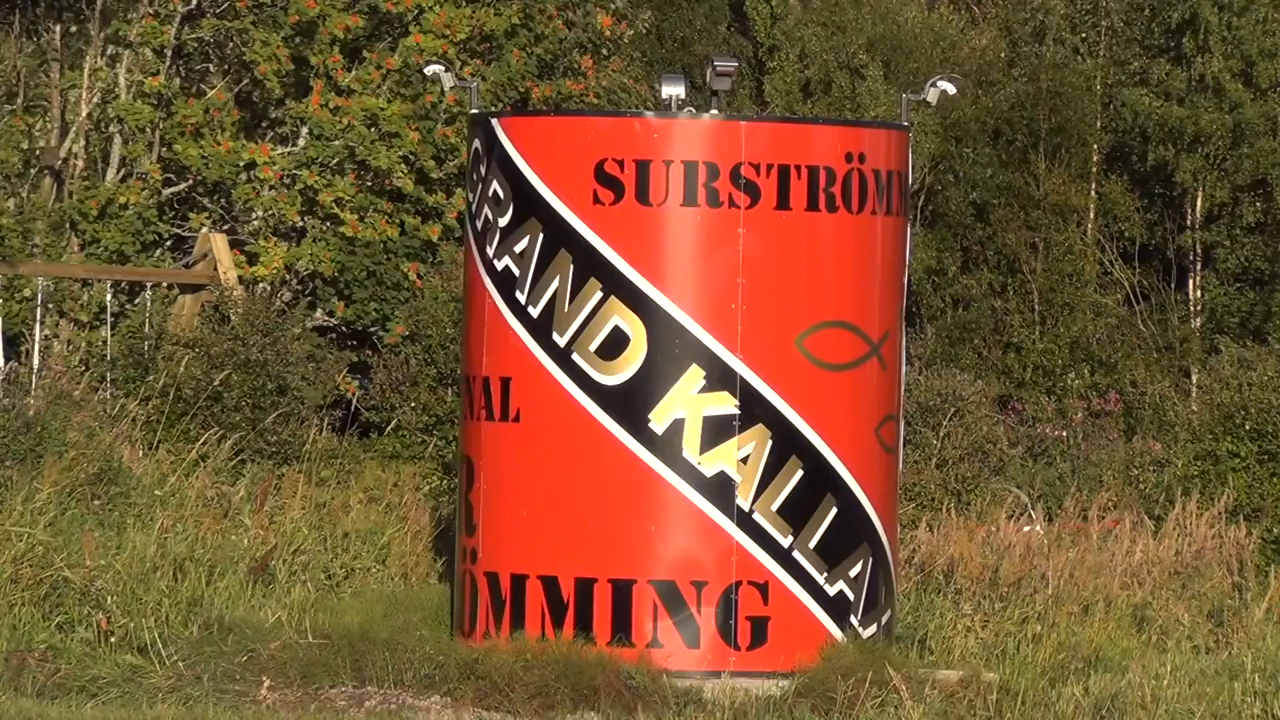 SURSTRÖMM
GRAND KALLAX
NAL
R
ÖMMING